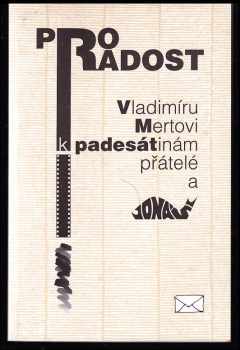 PRO
RADOST
Vladimíru
Mertovi
k padesátinám
přátelé
a
JONÁŠ